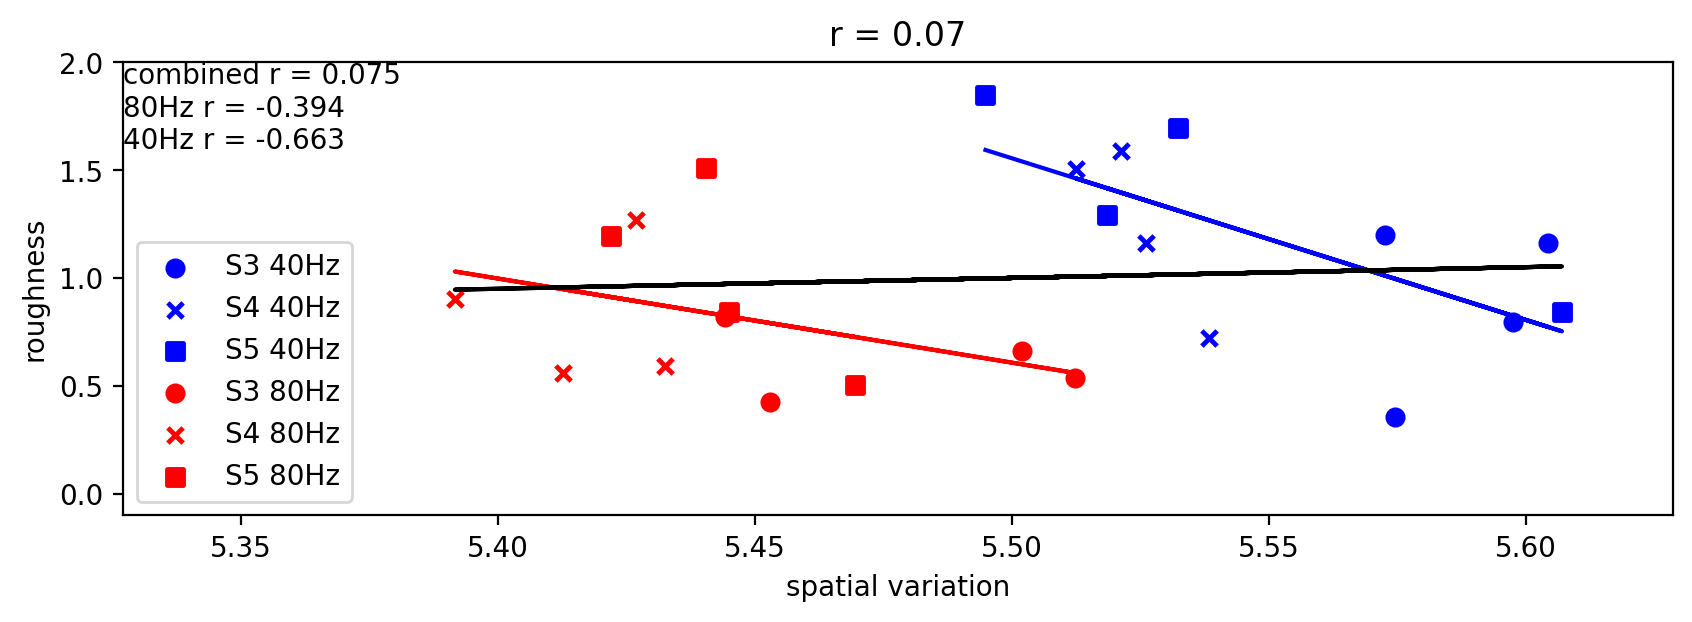 r = 0.07
combined r = 0.075
80Hz r = -0.394
40Hz r = -0.663
2.0
1.5
1.0
0.5
0.0
roughness
S3 40Hz
S4 40Hz
S5 40Hz
S3 80Hz
S4 80Hz
S5 80Hz
5.35 5.40 5.45 5.50 5.55 5.60
spatial variation